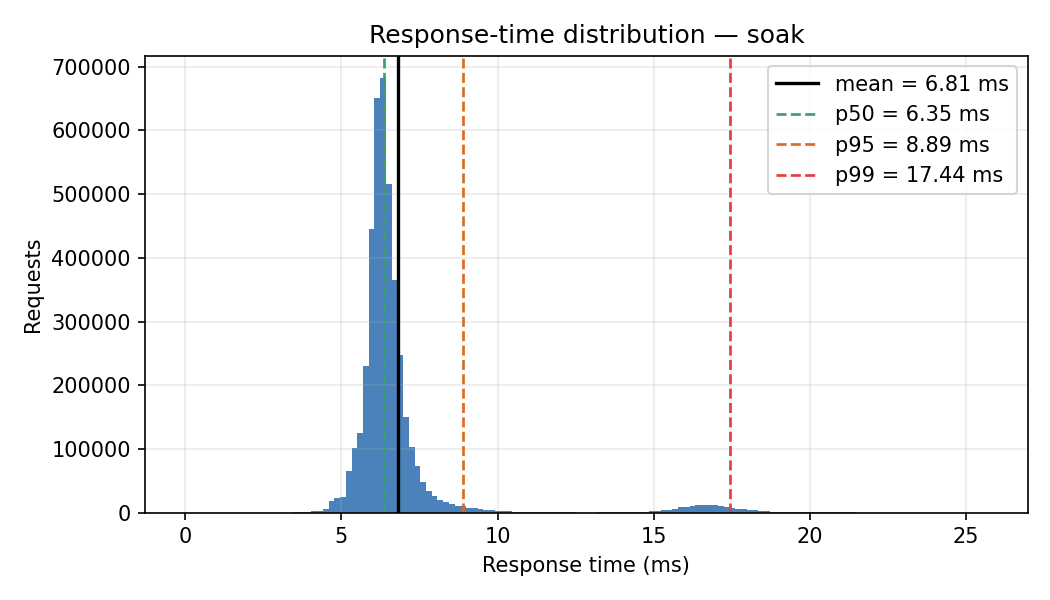 Response-time distribution — soak
mean = 6.81 ms
p50 = 6.35 ms
p95 = 8.89 ms
p99 = 17.44 ms
Requests
700000
600000
500000
400000
300000
200000
100000
0
0 5 10 15 20 25
Response time (ms)